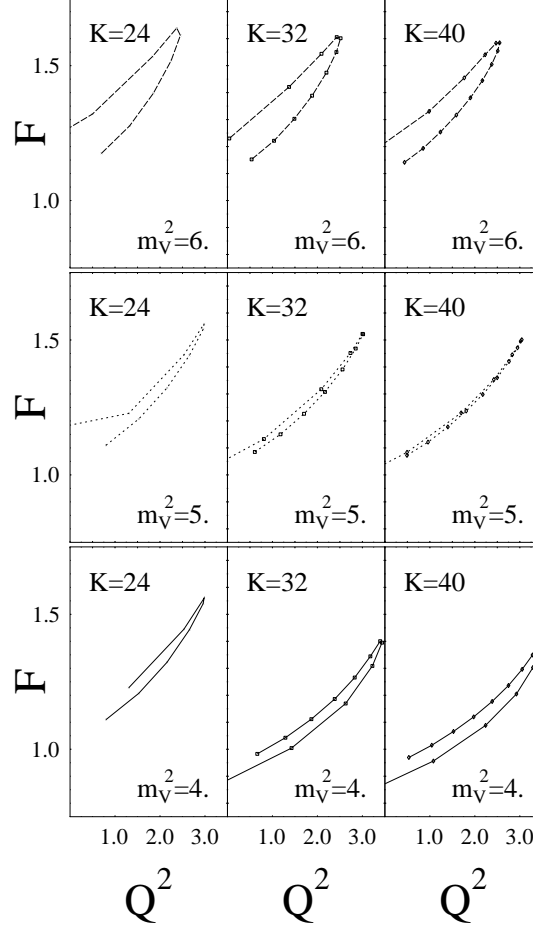 K=24 K=32 K=40
1.5
F
1.0
m_V^2=6. m_V^2=6. m_V^2=6.
K=24 K=32 K=40
1.5
F
1.0
m_V^2=5. m_V^2=5. m_V^2=5.
K=24 K=32 K=40
1.5
F
1.0
m_V^2=4. m_V^2=4. m_V^2=4.
1.0 2.0 3.0 1.0 2.0 3.0 1.0 2.0 3.0
Q^2 Q^2 Q^2